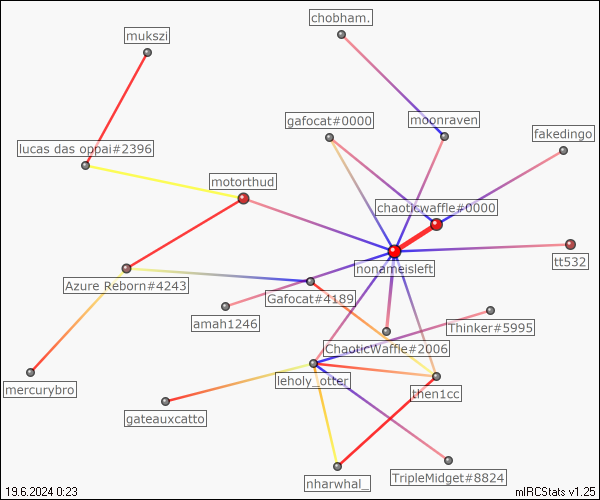 chobham.
mukszi
gafocat#0000
moonraven
fakedingo
lucas das oppai#2396
motorthud
chaoticwaffle#0000
nonameisleft
tt532
Azure Reborn#4243
Gafocat#4189
amah1246
Thinker#5995
ChaoticWaffle#2006
leholy_otter
mercurybro
then1cc
gateauxcatto
TripleMidget#8824
nharwhal_
19.6.2024 0:23
mIRCStats v1.25